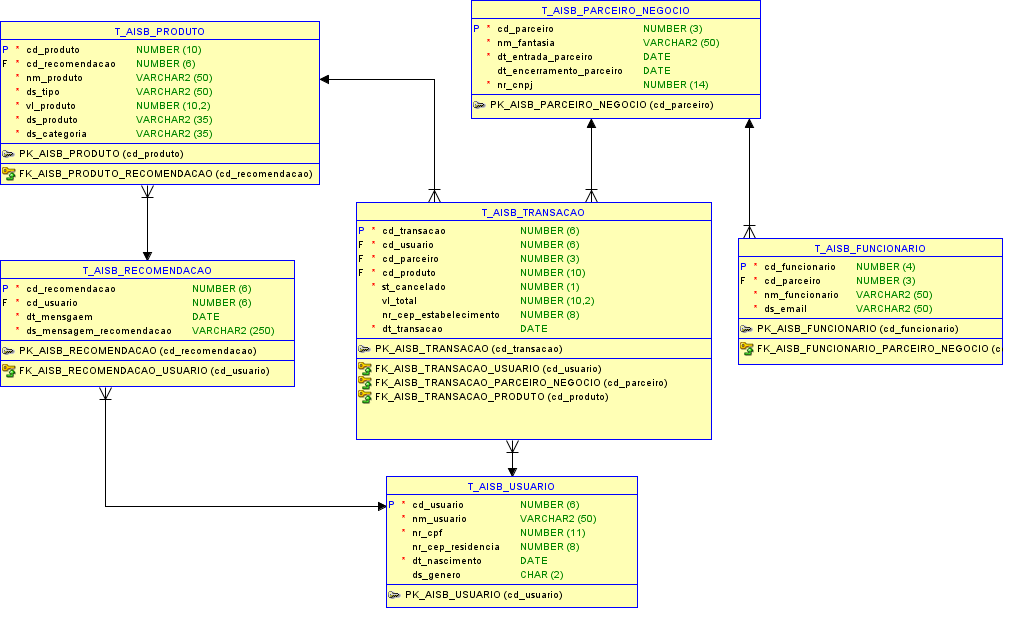 T_AISB_PRODUTO
P * cd_produto NUMBER (10)
F * cd_recomendacao NUMBER (6)
* nm_produto VARCHAR2 (50)
* ds_tipo VARCHAR2 (50)
* vl_produto NUMBER (10,2)
* ds_produto VARCHAR2 (35)
* ds_categoria VARCHAR2 (35)
PK_AISB_PRODUTO (cd_produto)
FK_AISB_PRODUTO_RECOMENDACAO (cd_recomendacao)
T_AISB_PARCEIRO_NEGOCIO
P * cd_parceiro NUMBER (3)
* nm_fantasia VARCHAR2 (50)
* dt_entrada_parceiro DATE
dt_encerramento_parceiro DATE
* nr_cnpj NUMBER (14)
PK_AISB_PARCEIRO_NEGOCIO (cd_parceiro)
T_AISB_TRANSACAO
P * cd_transacao NUMBER (6)
F * cd_usuario NUMBER (6)
F * cd_parceiro NUMBER (3)
F * cd_produto NUMBER (10)
* st_cancelado NUMBER (1)
vl_total NUMBER (10,2)
nr_cep_estabelecimento NUMBER (8)
* dt_transacao DATE
PK_AISB_TRANSACAO (cd_transacao)
FK_AISB_TRANSACAO_USUARIO (cd_usuario)
FK_AISB_TRANSACAO_PARCEIRO_NEGOCIO (cd_parceiro)
FK_AISB_TRANSACAO_PRODUTO (cd_produto)
T_AISB_FUNCIONARIO
P * cd_funcionario NUMBER (4)
F * cd_parceiro NUMBER (3)
* nm_funcionario VARCHAR2 (50)
* ds_email VARCHAR2 (50)
PK_AISB_FUNCIONARIO (cd_funcionario)
FK_AISB_FUNCIONARIO_PARCEIRO_NEGOCIO (c
T_AISB_RECOMENDACAO
P * cd_recomendacao NUMBER (6)
F * cd_usuario NUMBER (6)
* dt_mensgaem DATE
* ds_mensagem_recomendacao VARCHAR2 (250)
PK_AISB_RECOMENDACAO (cd_recomendacao)
FK_AISB_RECOMENDACAO_USUARIO (cd_usuario)
T_AISB_USUARIO
P * cd_usuario NUMBER (6)
* nm_usuario VARCHAR2 (50)
* nr_cpf NUMBER (11)
nr_cep_residencia NUMBER (8)
* dt_nascimento DATE
ds_genero CHAR (2)
PK_AISB_USUARIO (cd_usuario)